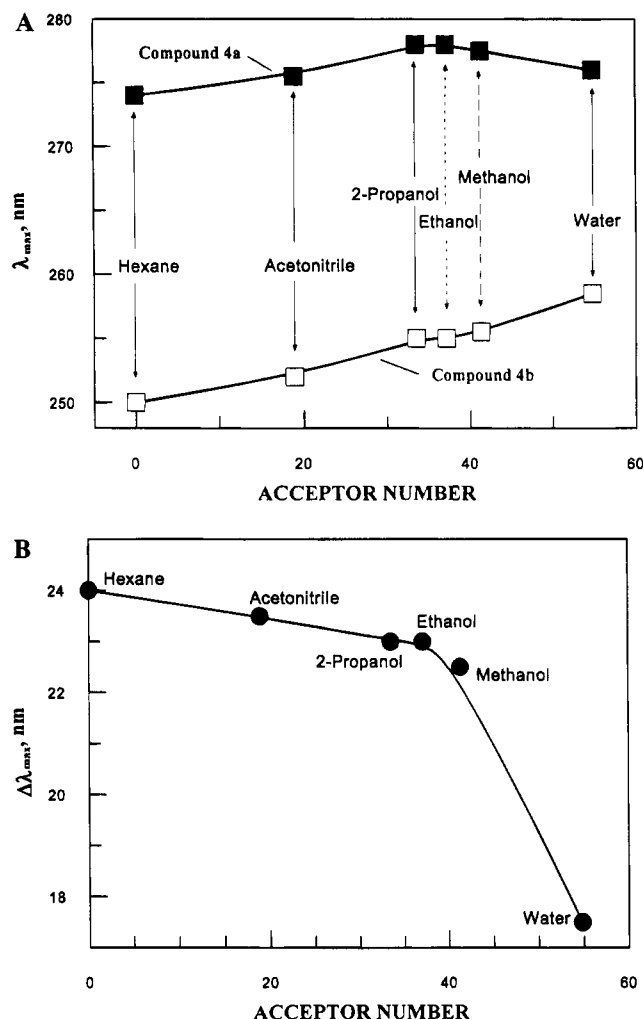 A
280
270
260
250
λmax, nm
Compound 4a
2-Propanol
Methanol
Ethanol
Water
Hexane
Acetonitrile
Compound 4b
0
20
40
60
ACCEPTOR NUMBER
B
24
22
20
18
Δλmax, nm
Hexane
Acetonitrile
Ethanol
2-Propanol
Methanol
Water
0
20
40
60
ACCEPTOR NUMBER